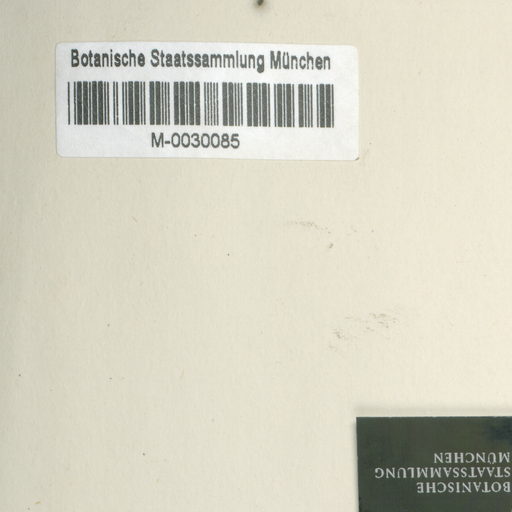 Botanische Staatssammlung München
M-0030085
BOTANISCHE
STAATSSAMMLUNG
MÜNCHEN